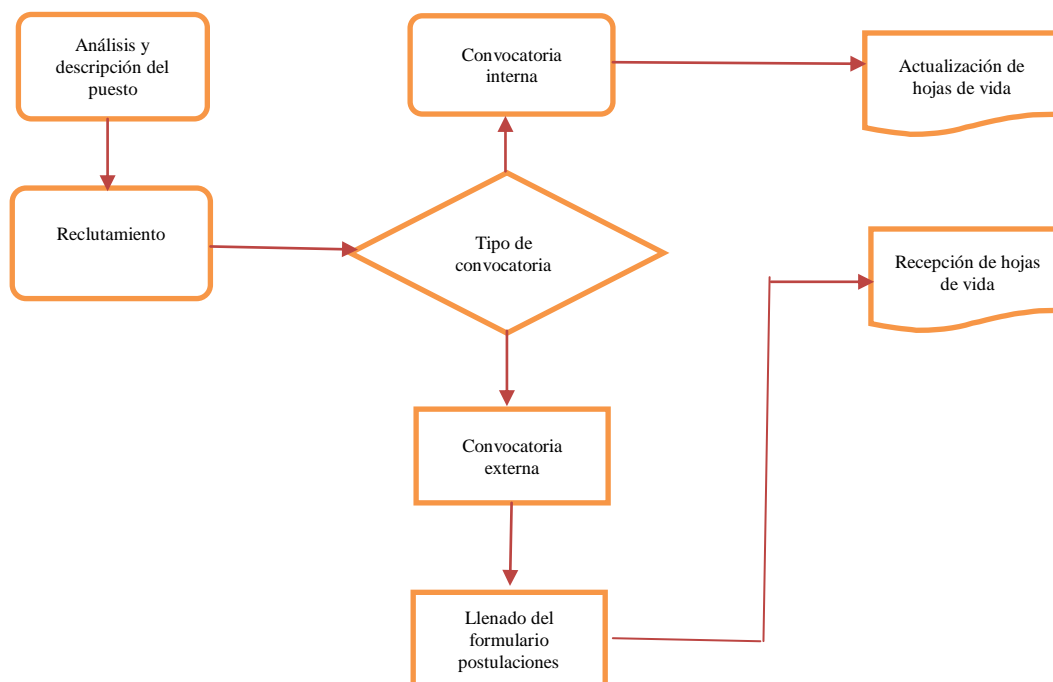 Análisis y
descripción del
puesto
Convocatoria
interna
Actualización de
hojas de vida
Reclutamiento
Tipo de
convocatoria
Recepción de hojas
de vida
Convocatoria
externa
Llenado del
formulario
postulaciones